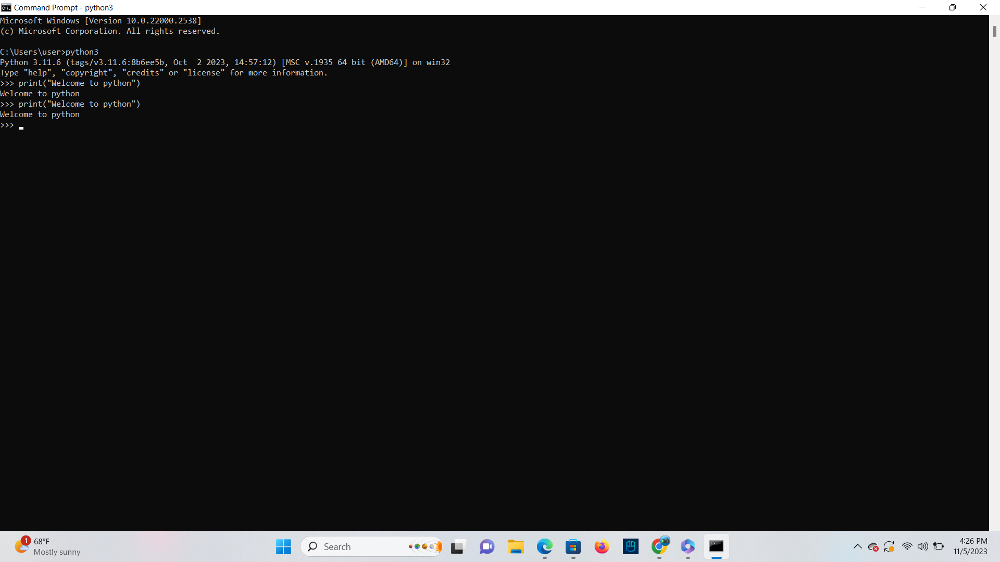 Command Prompt - python3
Microsoft Windows [Version 10.0.22000.2538]
(c) Microsoft Corporation. All rights reserved.
C:\Users\user>python3
Python 3.11.6 (tags/v3.11.6:8b6ee5b, Oct  2 2023, 14:57:12) [MSC v.1935 64 bit (AMD64)] on win32
Type "help", "copyright", "credits" or "license" for more information.
>>> print("Welcome to python")
Welcome to python
>>> print("Welcome to python")
Welcome to python
>>>
1
68°F
Mostly sunny
Search
4:26 PM
11/5/2023